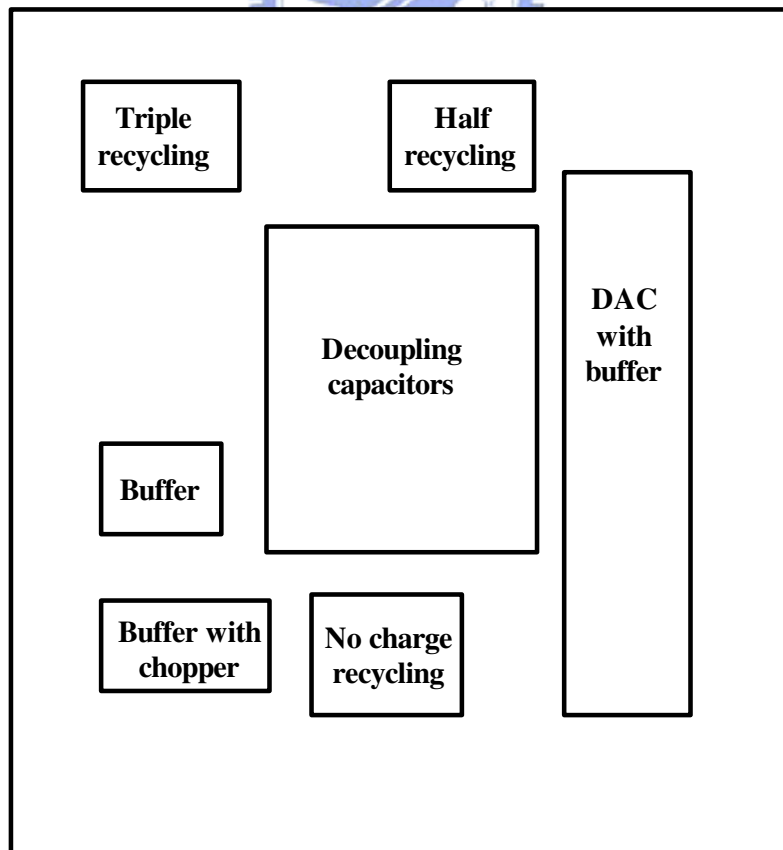 Triple
recycling
Half
recycling
DAC
with
buffer
Decoupling
capacitors
Buffer
Buffer with
chopper
No charge
recycling